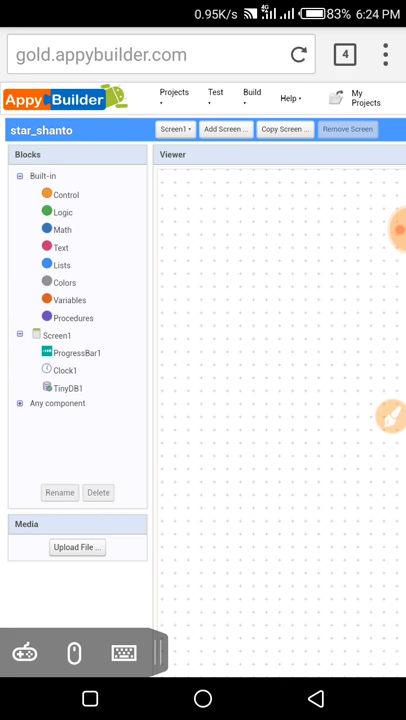 0.95K/s 4G 83% 6:24 PM
gold.appybuilder.com 4
Appy Builder Projects Test Build Help My Projects
star_shanto Screen1 Add Screen ... Copy Screen ... Remove Screen
Blocks Viewer
Built-in
Control
Logic
Math
Text
Lists
Colors
Variables
Procedures
Screen1
ProgressBar1
Clock1
TinyDB1
Any component
Rename Delete
Media
Upload File ...